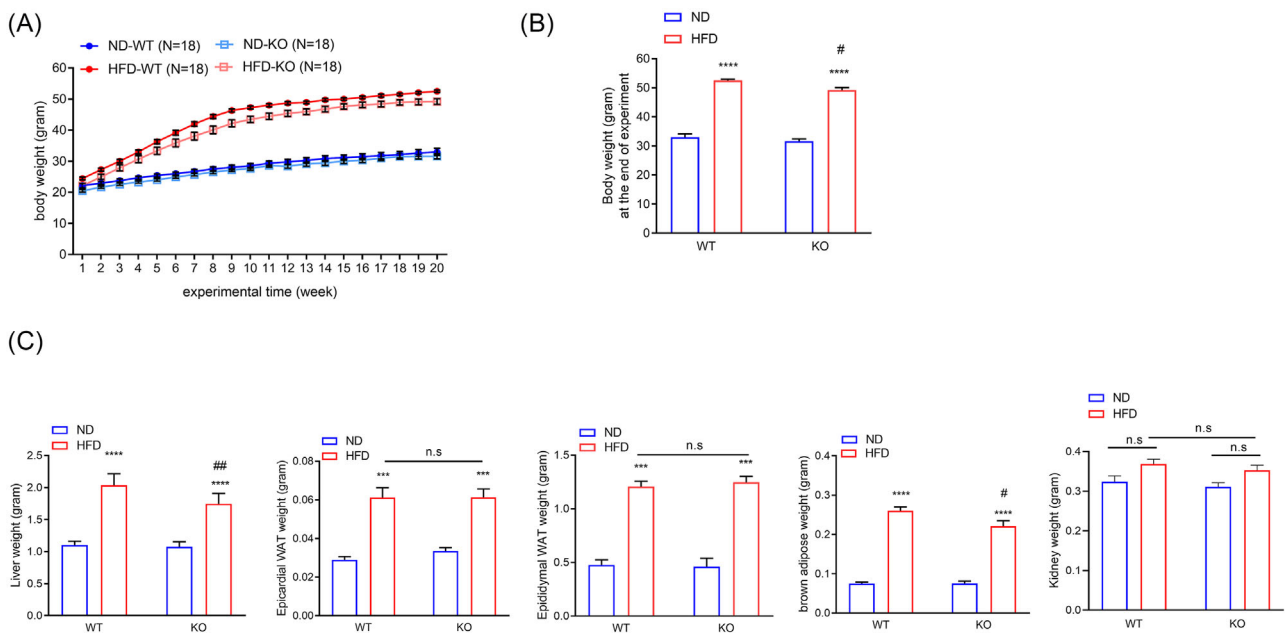 (A)
ND-WT (N=18)
ND-KO (N=18)
HFD-WT (N=18)
HFD-KO (N=18)
body weight (gram)
60
50
40
30
20
10
0
1 2 3 4 5 6 7 8 9 10 11 12 13 14 15 16 17 18 19 20
experimental time (week)
(B)
ND
HFD
Body weight (gram)
at the end of experiment
60
50
40
30
20
10
0
****
#
****
WT KO
(C)
ND
HFD
Liver weight (gram)
2.5
2.0
1.5
1.0
0.5
0.0
****
##
****
WT KO
ND
HFD
Epicardial WAT weight (gram)
0.08
0.06
0.04
0.02
0.00
n.s
*** ***
WT KO
ND
HFD
Epididymal WAT weight (gram)
1.5
1.0
0.5
0.0
n.s
*** ***
WT KO
ND
HFD
brown adipose weight (gram)
0.4
0.3
0.2
0.1
0.0
****
#
****
WT KO
ND
HFD
Kidney weight (gram)
0.4
0.3
0.2
0.1
0.0
n.s
n.s
n.s
WT KO